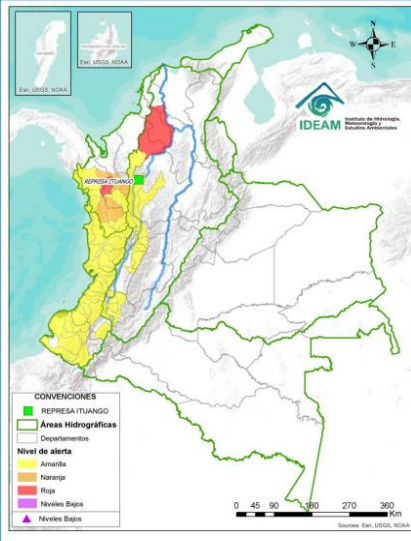 N
W
E
S
Esri, USGS, NOAA
Esri, USGS, NOAA
IDEAM
Instituto de Hidrología,
Meteorología y
Estudios Ambientales
REPRESA ITUANGO
CONVENCIONES
REPRESA ITUANGO
Áreas Hidrográficas
Departamentos
Nivel de alerta
Amarilla
Naranja
Roja
Niveles Bajos
Niveles Bajos
0 45 90 180 270 360
Km
Sources: Esri, USGS, NOAA